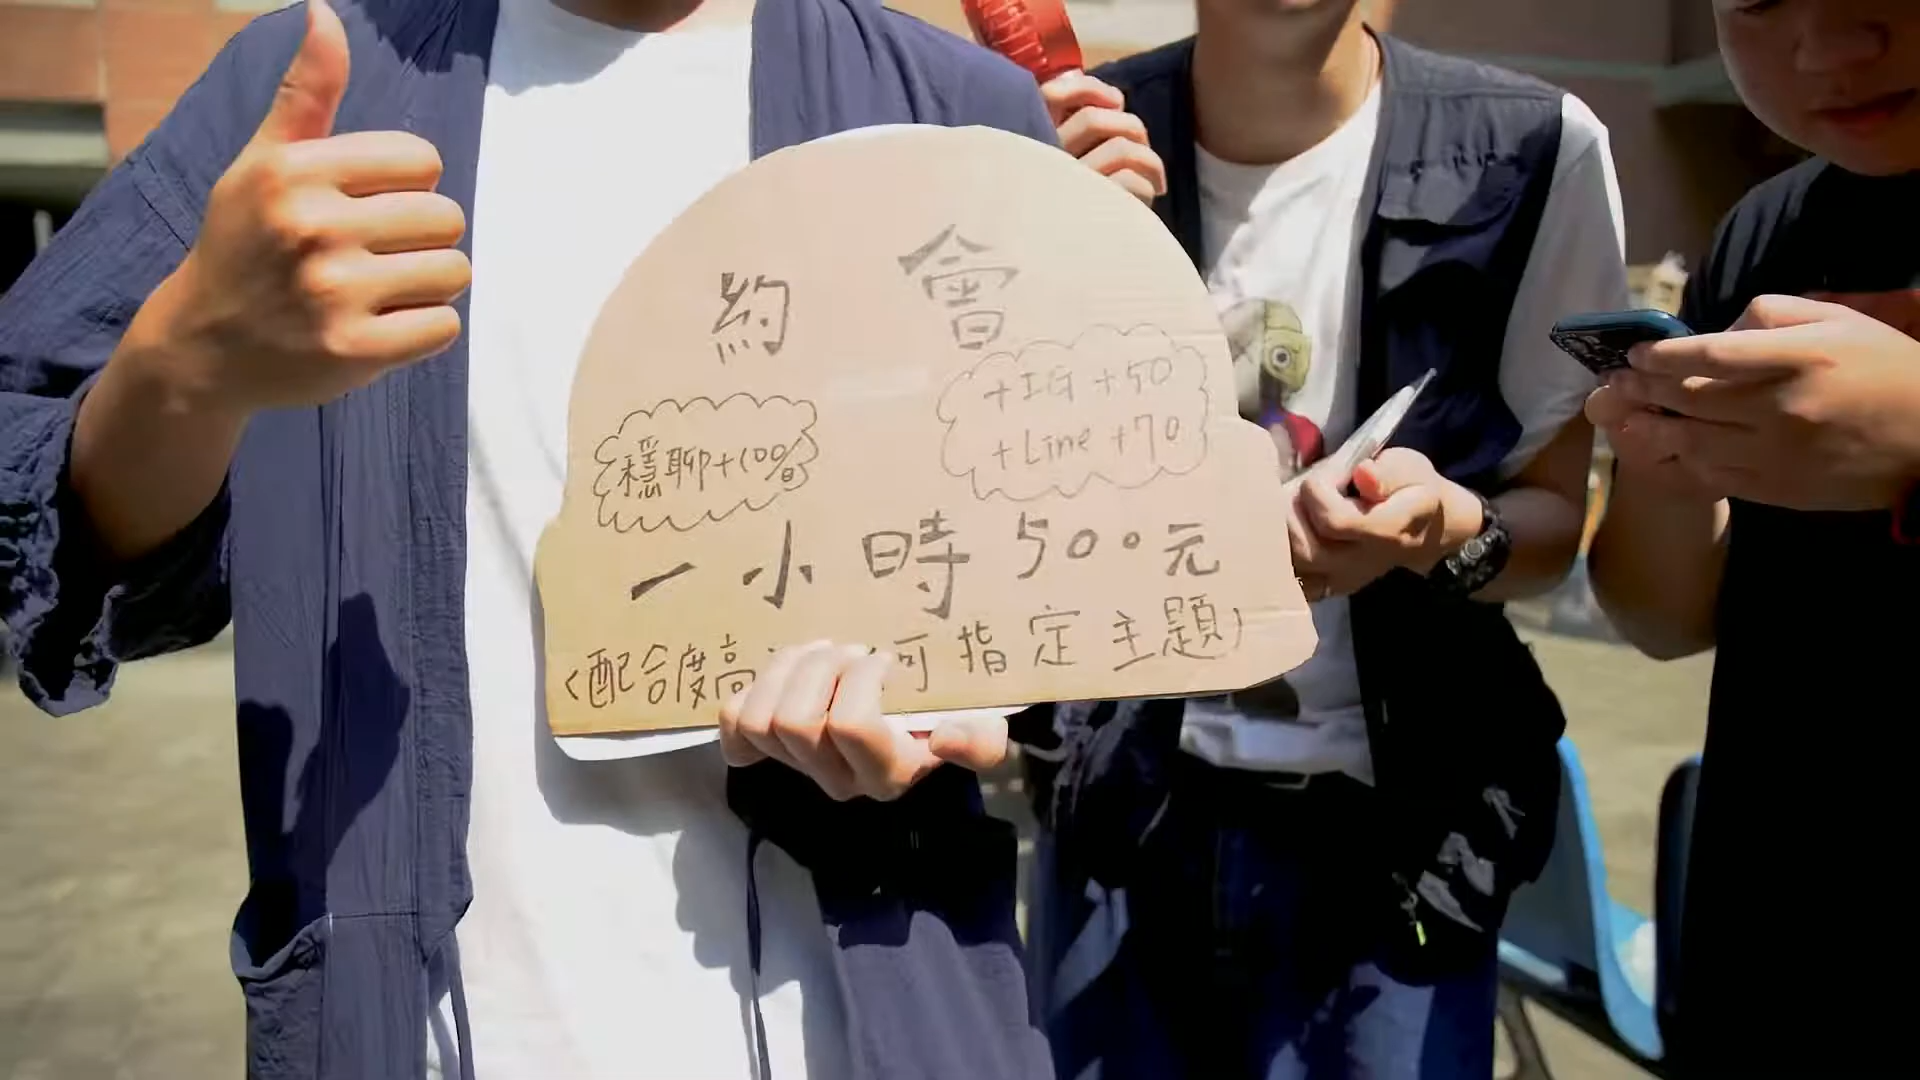 約會
+IG +50
+Line +70
穩聊+100/
一小時500元
(配合度高 可指定主題)